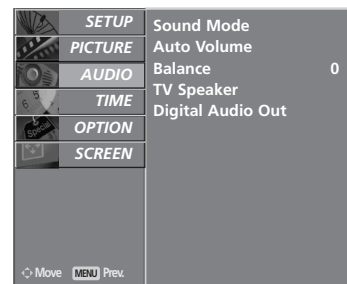 SETUP
PICTURE
AUDIO
TIME
OPTION
SCREEN
Move MENU Prev.
Sound Mode
Auto Volume
Balance 0
TV Speaker
Digital Audio Out